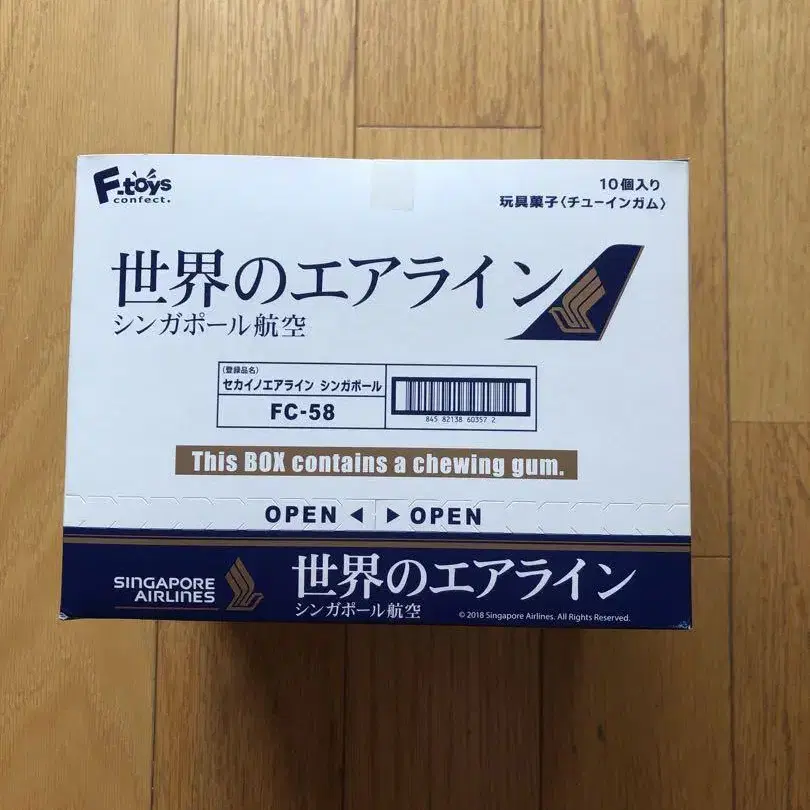 F-toys
confect.
10個入り
玩具菓子〈チューインガム〉
世界のエアライン
シンガポール航空
(登録品名)
セカイノエアライン シンガポール
FC-58
845 82138 60357 2
This BOX contains a chewing gum.
OPEN ◀ ▶ OPEN
SINGAPORE
AIRLINES
世界のエアライン
シンガポール航空
© 2018 Singapore Airlines. All Rights Reserved.